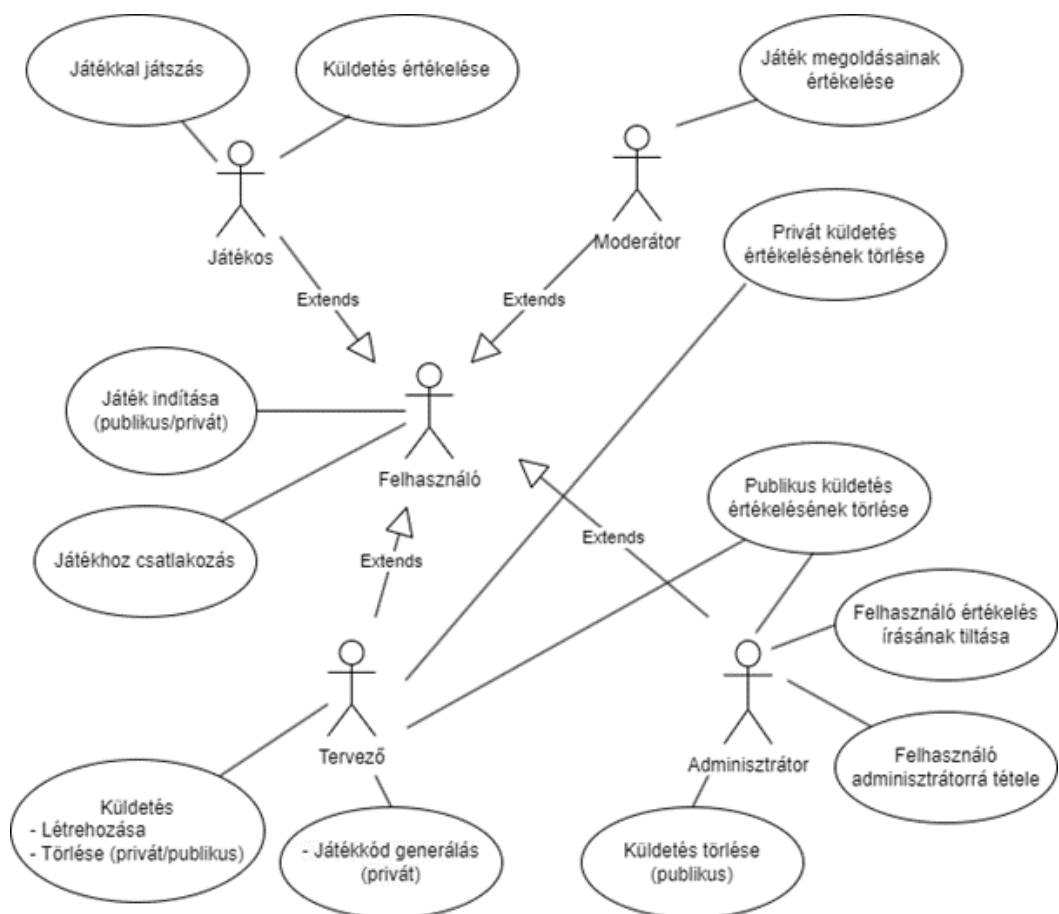 Játékkal játszás
Küldetés értékelése
Játék megoldásainak
értékelése
Játékos
Moderátor
Privát küldetés
értékelésének törlése
Extends
Extends
Játék indítása
(publikus/privát)
Felhasználó
Publikus küldetés
értékelésének törlése
Játékhoz csatlakozás
Extends
Extends
Felhasználó értékelés
írásának tiltása
Tervező
Adminisztrátor
Felhasználó
adminisztrátorrá tétele
Küldetés
- Létrehozása
- Törlése (privát/publikus)
- Játékkód generálás
(privát)
Küldetés törlése
(publikus)